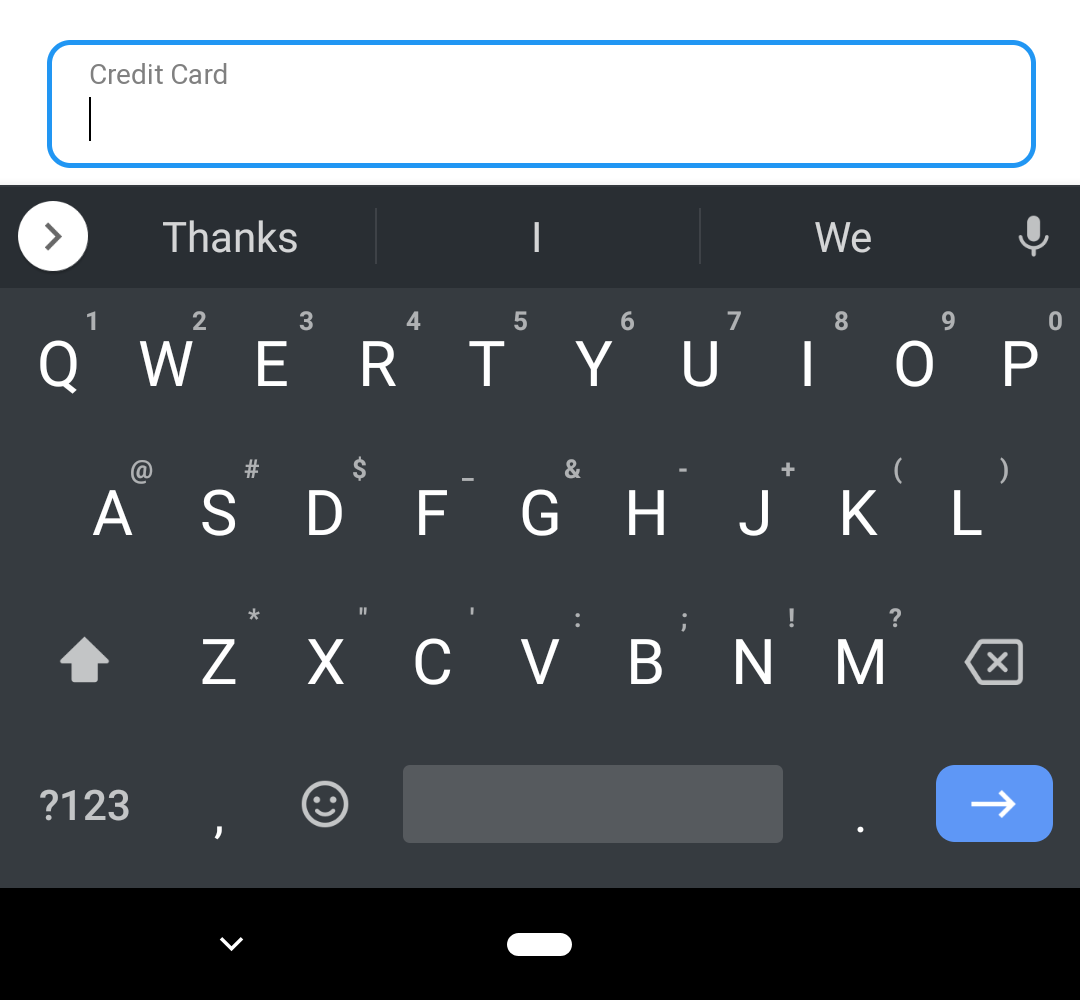 Credit Card
Thanks I We
1 2 3 4 5 6 7 8 9 0
Q W E R T Y U I O P
@ # $ _ & - + ( )
A S D F G H J K L
* " ' : ; ! ?
Z X C V B N M
?123 , .